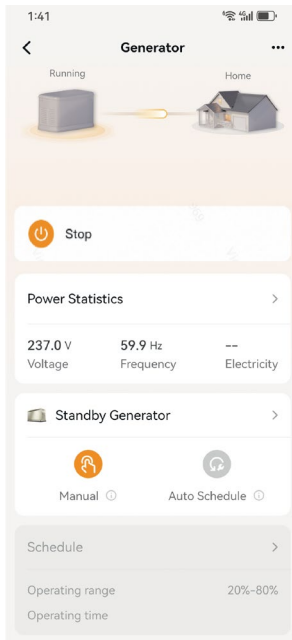 1:41
Generator
Running
Home
Stop
Power Statistics
237.0 V
59.9 Hz
--
Voltage
Frequency
Electricity
Standby Generator
Manual
Auto Schedule
Schedule
Operating range
20%-80%
Operating time